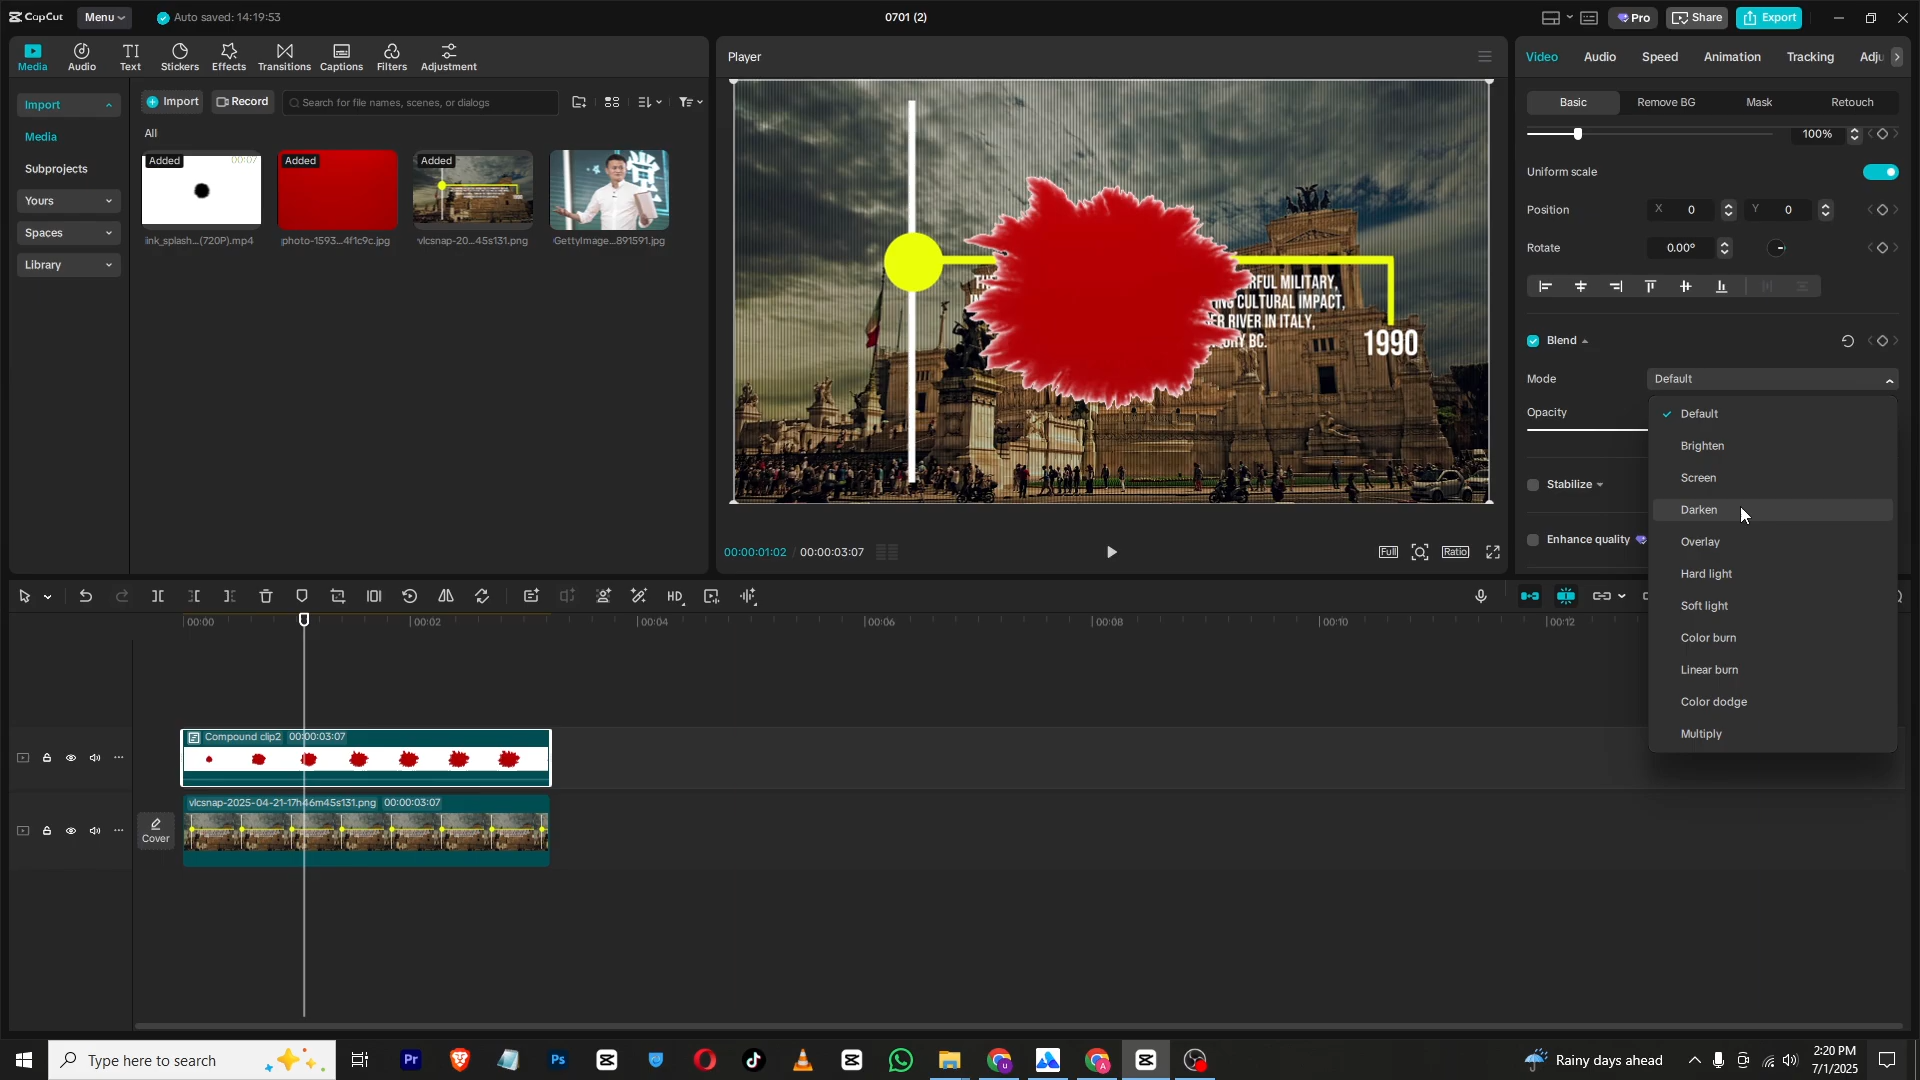 CapCut
Menu
Auto saved: 14:19:53
0701 (2)
Pro
Share
Export
Media
Audio
Text
Stickers
Effects
Transitions
Captions
Filters
Adjustment
Import
Media
Subprojects
Yours
Spaces
Library
Import
Record
Search for file names, scenes, or dialogs
All
Added
00:07
Added
Added
ink_splash...(720P).mp4
photo-1593...4f1c9c.jpg
vlcsnap-20...45s131.png
GettyImage...891591.jpg
Player
RFUL MILITARY,
CULTURAL IMPACT,
RIVER IN ITALY,
BC.
1990
00:00:01:02 / 00:00:03:07
Full
Ratio
Video
Audio
Speed
Animation
Tracking
Adju
Basic
Remove BG
Mask
Retouch
100%
Uniform scale
Position
X 0
Y 0
Rotate
0.00°
Blend
Mode
Default
Opacity
Default
Brighten
Screen
Darken
Overlay
Hard light
Soft light
Color burn
Linear burn
Color dodge
Multiply
Stabilize
Enhance quality
HD
00:00
00:02
00:04
00:06
00:08
00:10
00:12
Compound clip2 00:00:03:07
Cover
vlcsnap-2025-04-21-17h46m45s131.png 00:00:03:07
Type here to search
Pr
Ps
Rainy days ahead
2:20 PM
7/1/2025